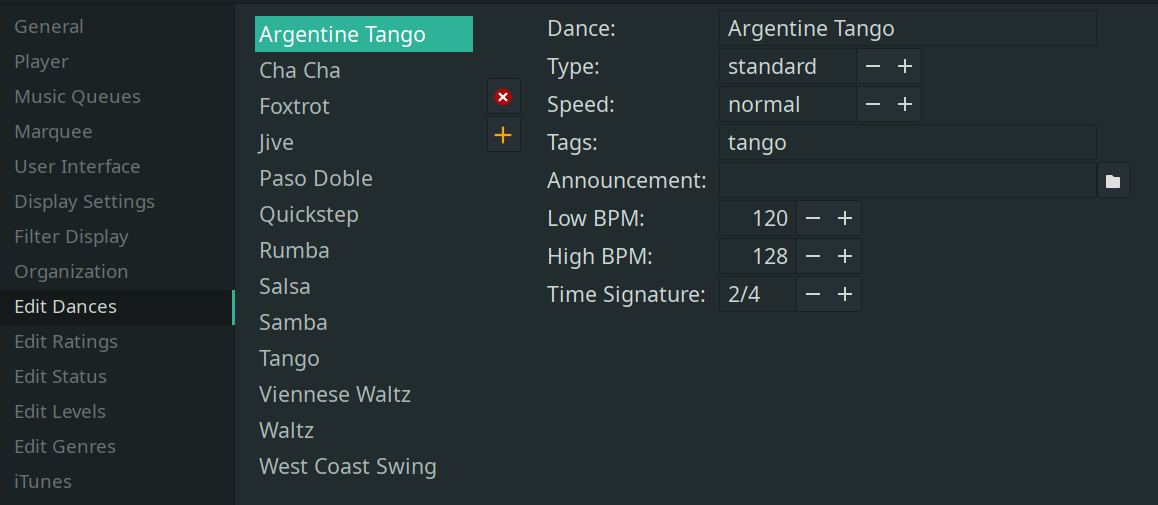 General
Player
Music Queues
Marquee
User Interface
Display Settings
Filter Display
Organization
Edit Dances
Edit Ratings
Edit Status
Edit Levels
Edit Genres
iTunes
Argentine Tango
Cha Cha
Foxtrot
Jive
Paso Doble
Quickstep
Rumba
Salsa
Samba
Tango
Viennese Waltz
Waltz
West Coast Swing
Dance: Argentine Tango
Type: standard
Speed: normal
Tags: tango
Announcement:
Low BPM: 120
High BPM: 128
Time Signature: 2/4